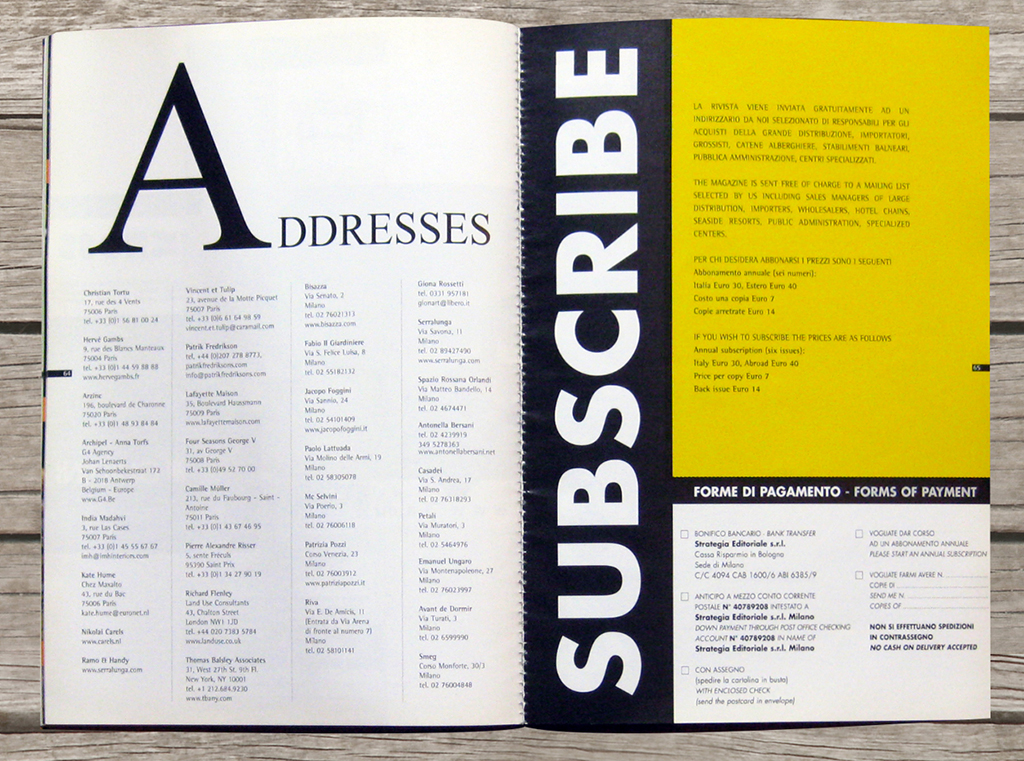 ADDRESSES
Christian Tortu
17, rue des 4 Vents
75006 Paris
tel. +33 (0)1 56 81 00 24
Hervé Gambs
9, rue des Blancs Manteaux
75004 Paris
tel. +33 (0)1 44 59 88 88
www.hervegambs.fr
Arzinc
196, boulevard de Charonne
75020 Paris
tel. +33 (0)1 48 93 84 84
Archipel - Anna Torfs
G4 Agency
Johan Lenaerts
Van Schoonbekestraat 172
B - 2018 Antwerp
Belgium - Europe
www.G4.Be
India Madahvi
3, rue Las Cases
75007 Paris
tel. +33 (0)1 45 55 67 67
imh@imhinteriors.com
Kate Hume
Chez Maxalto
43, rue du Bac
75006 Paris
kate.hume@euronet.nl
Nikolai Carels
www.carels.nl
Ramo & Handy
www.serralunga.com
Vincent et Tulip
23, avenue de la Motte Picquet
75007 Paris
tel. +33 (0)6 61 64 98 59
vincent.et.tulip@caramail.com
Patrik Fredrikson
tel. +44 (0)207 278 8773,
patrikfredriksons.com
info@patrikfredriksons.com
Lafayette Maison
35, Boulevard Haussmann
75009 Paris
www.lafayettemaison.com
Four Seasons George V
31, av George V
75008 Paris
tel. +33 (0)49 52 70 00
Camille Müller
213, rue du Faubourg - Saint -
Antoine
75011 Paris
tel. +33 (0)1 43 67 46 95
Pierre Alexandre Risser
5, sente Fréculs
95390 Saint Prix
tel. +33 (0)1 34 27 90 19
Richard Flenley
Land Use Consultants
43, Chalton Street
London NW1 1JD
tel. +44 020 7383 5784
www.landuse.co.uk
Thomas Balsley Associates
31, West 27th St. 9th Fl.
New York, NY 10001
tel. +1 212.684.9230
www.tbany.com
Bisazza
Via Senato, 2
Milano
tel. 02 76021313
www.bisazza.com
Fabio Il Giardiniere
Via S. Felice Luisa, 8
Milano
tel. 02 55182132
Jacopo Foggini
Via Sannio, 24
Milano
tel. 02 54101409
www.jacopofoggini.it
Paolo Lattuada
Via Molino delle Armi, 19
Milano
tel. 02 58305078
Mc Selvini
Via Poerio, 3
Milano
tel. 02 76006118
Patrizia Pozzi
Corso Venezia, 23
Milano
tel. 02 76003912
www.patriziapozzi.it
Riva
Via E. De Amicis, 11
(Entrata da Via Arena
di fronte al numero 7)
Milano
tel. 02 58101141
Giona Rossetti
tel. 0331 957181
gionart@libero.it
Serralunga
Via Savona, 11
Milano
tel. 02 89427490
www.serralunga.com
Spazio Rossana Orlandi
Via Matteo Bandello, 14
Milano
tel. 02 4674471
Antonella Bersani
tel. 02 4239919
349 5278363
www.antonellabersani.net
Casadei
Via S. Andrea, 17
Milano
tel. 02 76318293
Petali
Via Muratori, 3
Milano
tel. 02 5464976
Emanuel Ungaro
Via Montenapoleone, 27
Milano
tel. 02 76023997
Avant de Dormir
Via Turati, 3
Milano
tel. 02 6599990
Smeg
Corso Monforte, 30/3
Milano
tel. 02 76004848
64
SUBSCRIBE
LA RIVISTA VIENE INVIATA GRATUITAMENTE AD UN
INDIRIZZARIO DA NOI SELEZIONATO DI RESPONSABILI PER GLI
ACQUISTI DELLA GRANDE DISTRIBUZIONE, IMPORTATORI,
GROSSISTI, CATENE ALBERGHIERE, STABILIMENTI BALNEARI,
PUBBLICA AMMINISTRAZIONE, CENTRI SPECIALIZZATI.
THE MAGAZINE IS SENT FREE OF CHARGE TO A MAILING LIST
SELECTED BY US INCLUDING SALES MANAGERS OF LARGE
DISTRIBUTION, IMPORTERS, WHOLESALERS, HOTEL CHAINS,
SEASIDE RESORTS, PUBLIC ADMINISTRATION, SPECIALIZED
CENTERS.
PER CHI DESIDERA ABBONARSI I PREZZI SONO I SEGUENTI
Abbonamento annuale (sei numeri):
Italia Euro 30, Estero Euro 40
Costo una copia Euro 7
Copie arretrate Euro 14
IF YOU WISH TO SUBSCRIBE THE PRICES ARE AS FOLLOWS
Annual subscription (six issues):
Italy Euro 30, Abroad Euro 40
Price per copy Euro 7
Back issue Euro 14
65
FORME DI PAGAMENTO - FORMS OF PAYMENT
BONIFICO BANCARIO - BANK TRANSFER
Strategia Editoriale s.r.l.
Cassa Risparmio in Bologna
Sede di Milano
C/C 4094 CAB 1600/6 ABI 6385/9
ANTICIPO A MEZZO CONTO CORRENTE
POSTALE N° 40789208 INTESTATO A
Strategia Editoriale s.r.l. Milano
DOWN PAYMENT THROUGH POST OFFICE CHECKING
ACCOUNT N° 40789208 IN NAME OF
Strategia Editoriale s.r.l. Milano
CON ASSEGNO
(spedire la cartolina in busta)
WITH ENCLOSED CHECK
(send the postcard in envelope)
VOGLIATE DAR CORSO
AD UN ABBONAMENTO ANNUALE
PLEASE START AN ANNUAL SUBSCRIPTION
VOGLIATE FARMI AVERE N.
COPIE DI
SEND ME N.
COPIES OF
NON SI EFFETTUANO SPEDIZIONI
IN CONTRASSEGNO
NO CASH ON DELIVERY ACCEPTED